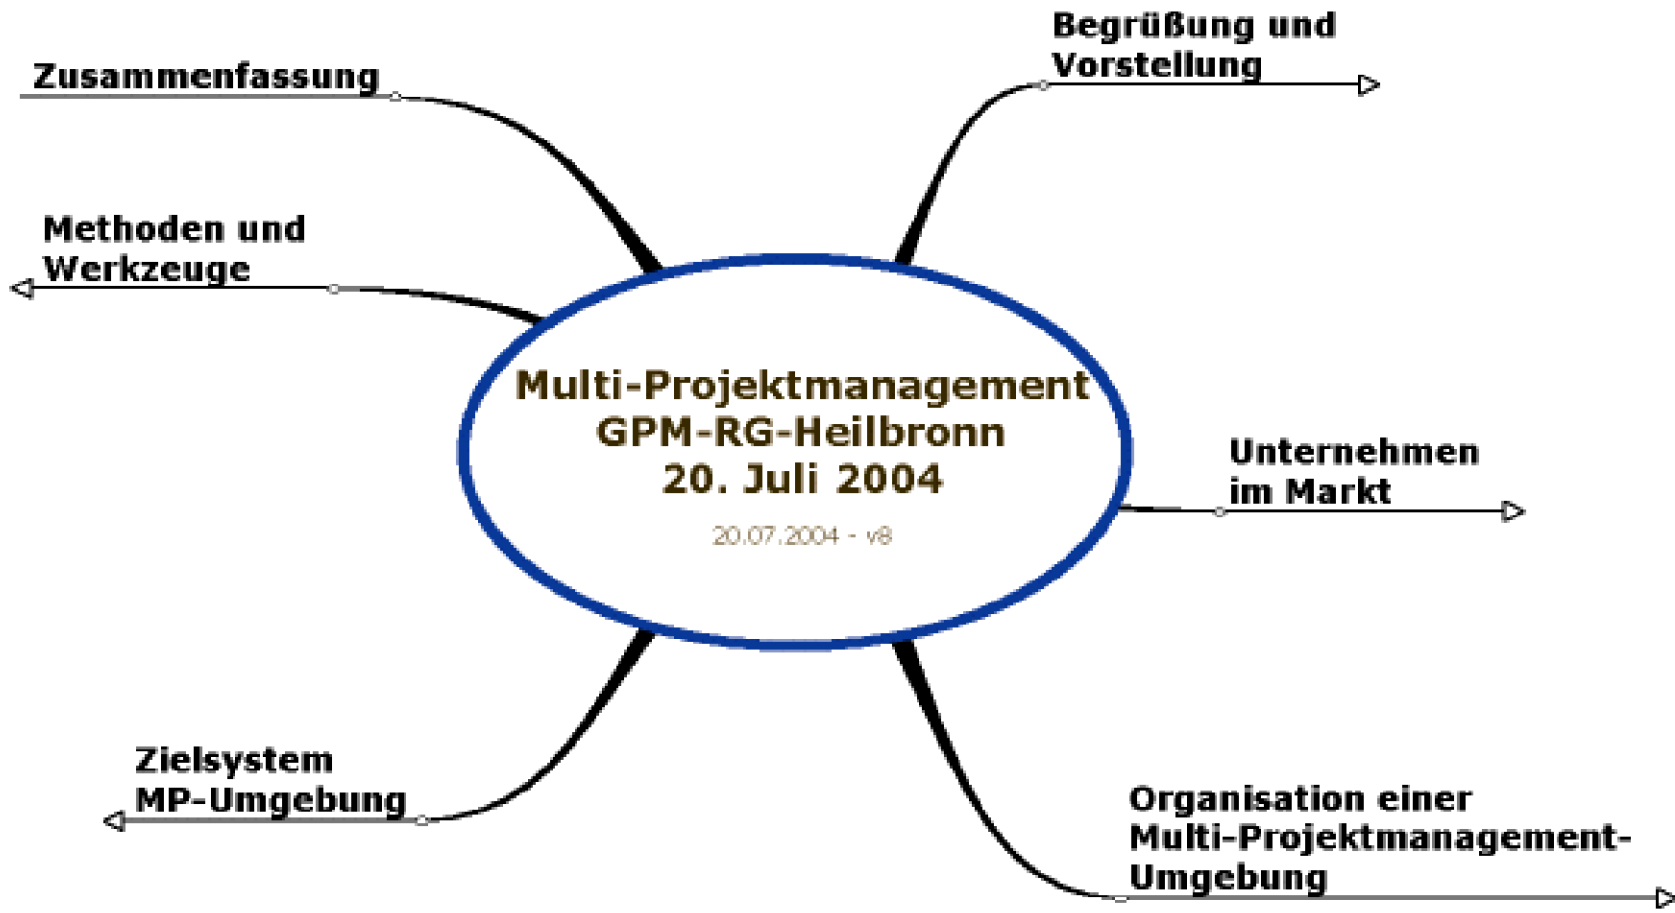 Begrüßung und
Vorstellung
Zusammenfassung
Methoden und
Werkzeuge
Multi-Projektmanagement
GPM-RG-Heilbronn
20. Juli 2004
20.07.2004 - v8
Unternehmen
im Markt
Zielsystem
MP-Umgebung
Organisation einer
Multi-Projektmanagement-
Umgebung